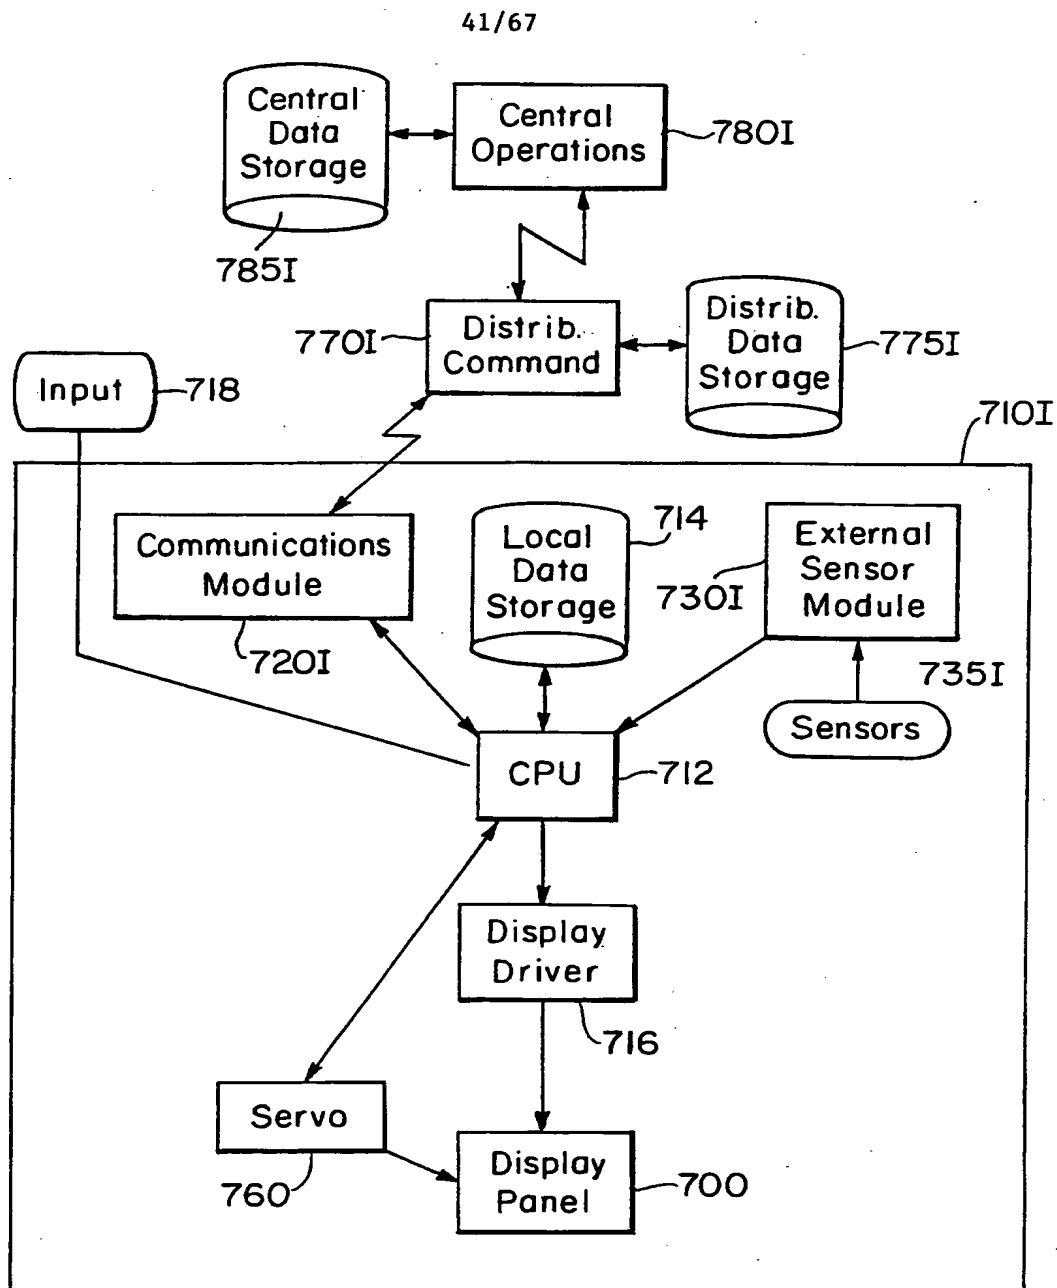 41/67
Central
Data
Storage
785I
Central
Operations
780I
Distrib.
Command
770I
Distrib.
Data
Storage
775I
Input
718
710I
Communications
Module
720I
Local
Data
Storage
714
External
Sensor
Module
730I
735I
Sensors
CPU
712
Display
Driver
716
Servo
760
Display
Panel
700